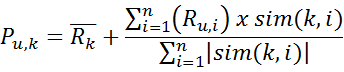 P_{u,k} = \overline{R_k} + \frac{\sum_{i=1}^{n}(R_{u,i}) x sim(k,i)}{\sum_{i=1}^{n}|sim(k,i)|}